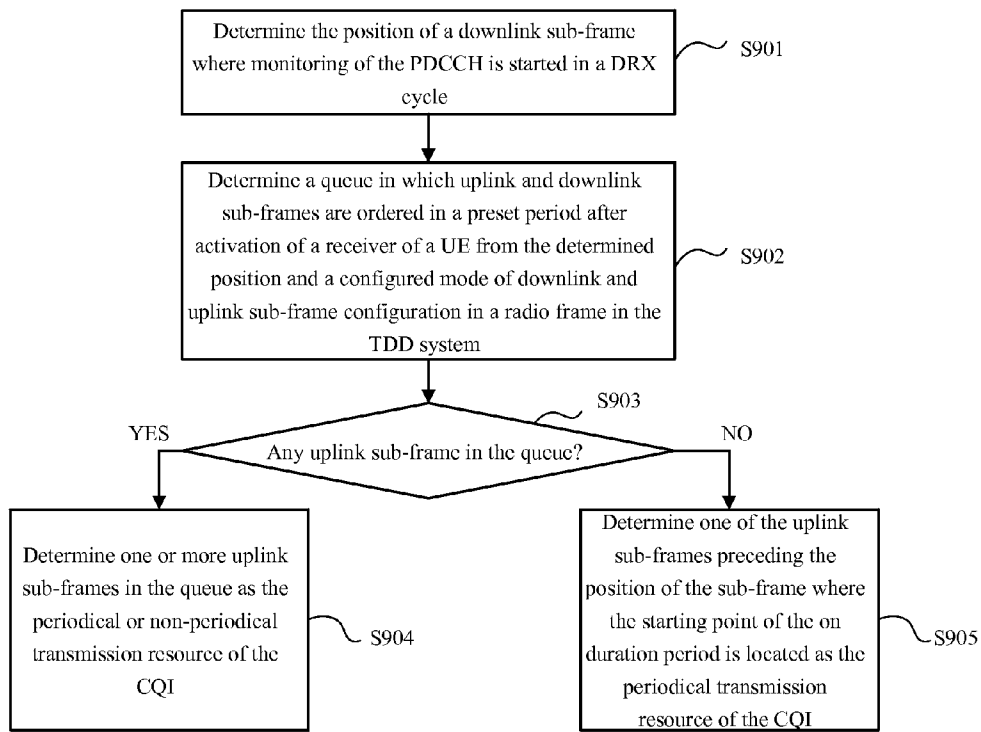 Determine the position of a downlink sub-frame
where monitoring of the PDCCH is started in a DRX
cycle
S901
Determine a queue in which uplink and downlink
sub-frames are ordered in a preset period after
activation of a receiver of a UE from the determined
position and a configured mode of downlink and
uplink sub-frame configuration in a radio frame in the
TDD system
S902
S903
YES
NO
Any uplink sub-frame in the queue?
Determine one or more uplink
sub-frames in the queue as the
periodical or non-periodical
transmission resource of the
CQI
S904
Determine one of the uplink
sub-frames preceding the
position of the sub-frame where
the starting point of the on
duration period is located as the
periodical transmission
resource of the CQI
S905